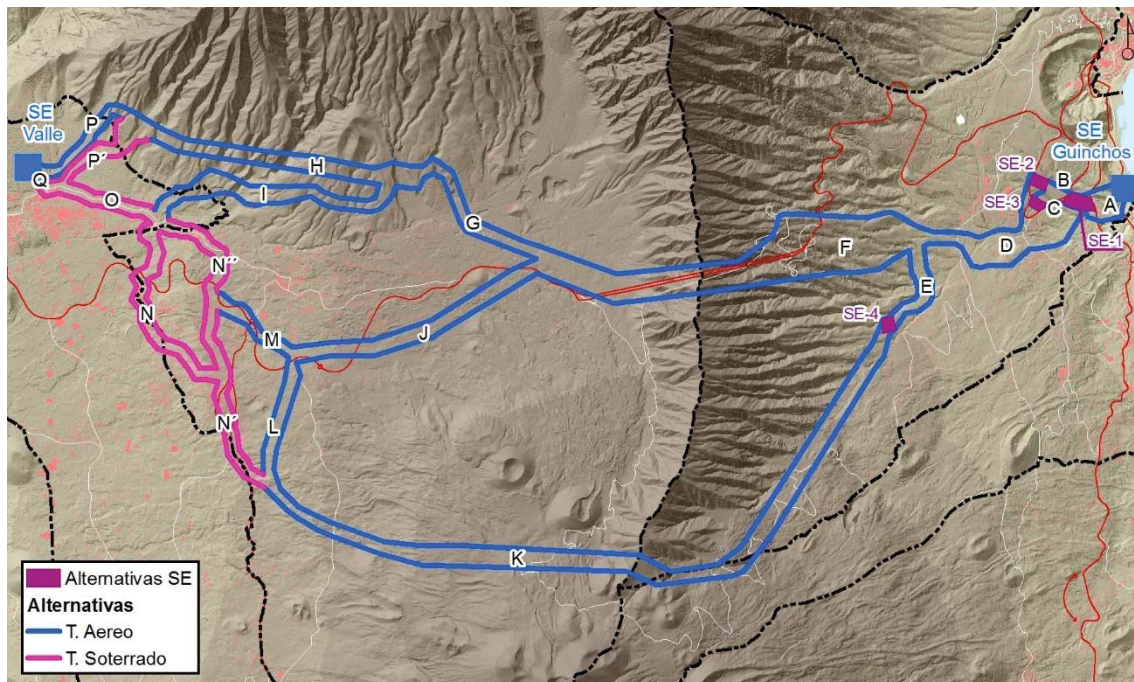 SE
Valle
P
P´
Q
O
H
I
G
N´´
N
M
J
L
N´
K
F
E
D
SE-4
SE-2
SE-3
B
C
SE
Guinchos
A
SE-1
Alternativas SE
Alternativas
T. Aereo
T. Soterrado